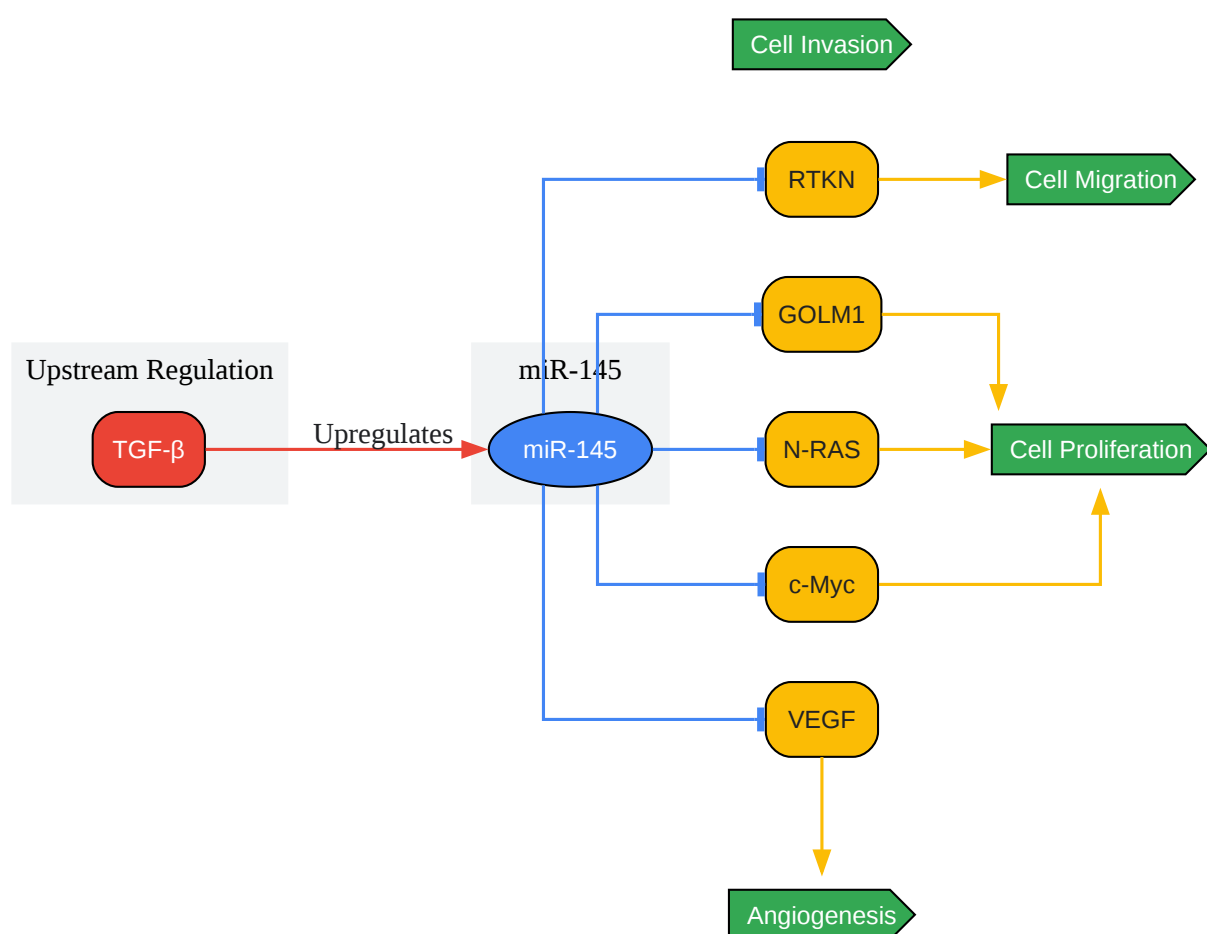 Cell Invasion
RTKN
Cell Migration
GOLM1
Upstream Regulation
miR-145
TGF-β
Upregulates
miR-145
N-RAS
Cell Proliferation
c-Myc
VEGF
Angiogenesis